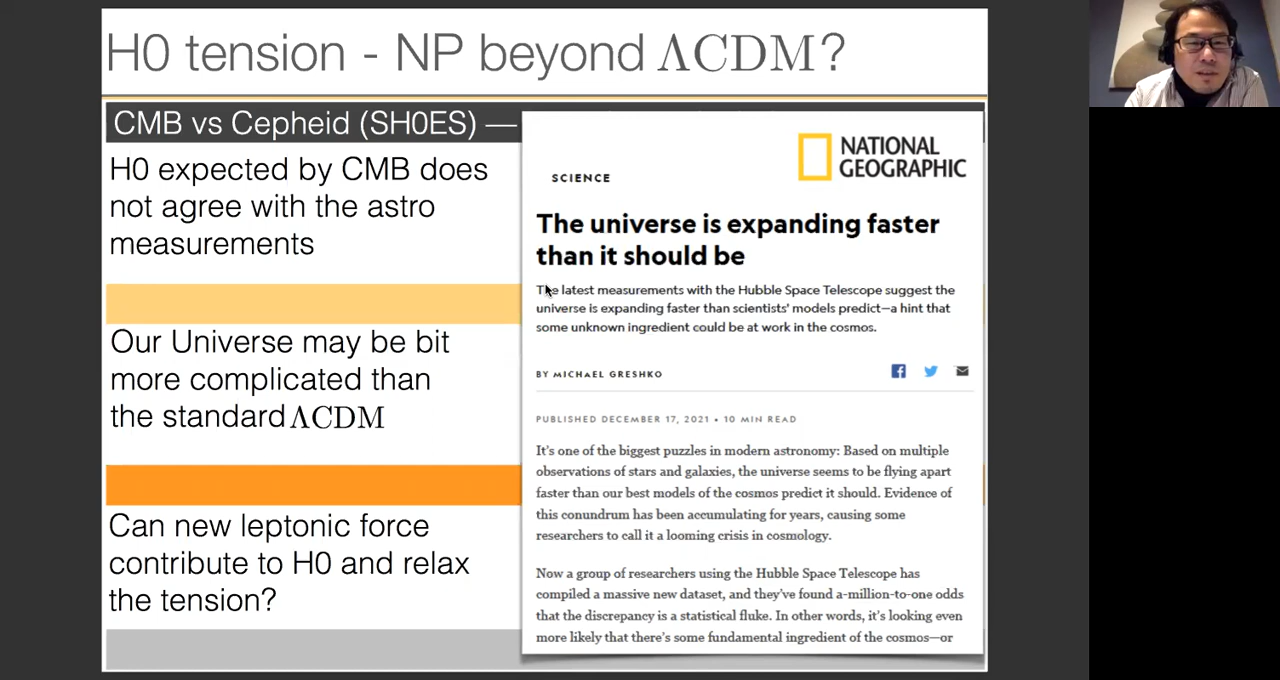 H0 tension - NP beyond ΛCDM?
CMB vs Cepheid (SH0ES) —
H0 expected by CMB does
not agree with the astro
measurements
Our Universe may be bit
more complicated than
the standard ΛCDM
Can new leptonic force
contribute to H0 and relax
the tension?
NATIONAL
GEOGRAPHIC
SCIENCE
The universe is expanding faster
than it should be
The latest measurements with the Hubble Space Telescope suggest the
universe is expanding faster than scientists' models predict—a hint that
some unknown ingredient could be at work in the cosmos.
BY MICHAEL GRESHKO
PUBLISHED DECEMBER 17, 2021 • 10 MIN READ
It's one of the biggest puzzles in modern astronomy: Based on multiple
observations of stars and galaxies, the universe seems to be flying apart
faster than our best models of the cosmos predict it should. Evidence of
this conundrum has been accumulating for years, causing some
researchers to call it a looming crisis in cosmology.
Now a group of researchers using the Hubble Space Telescope has
compiled a massive new dataset, and they've found a-million-to-one odds
that the discrepancy is a statistical fluke. In other words, it's looking even
more likely that there's some fundamental ingredient of the cosmos—or